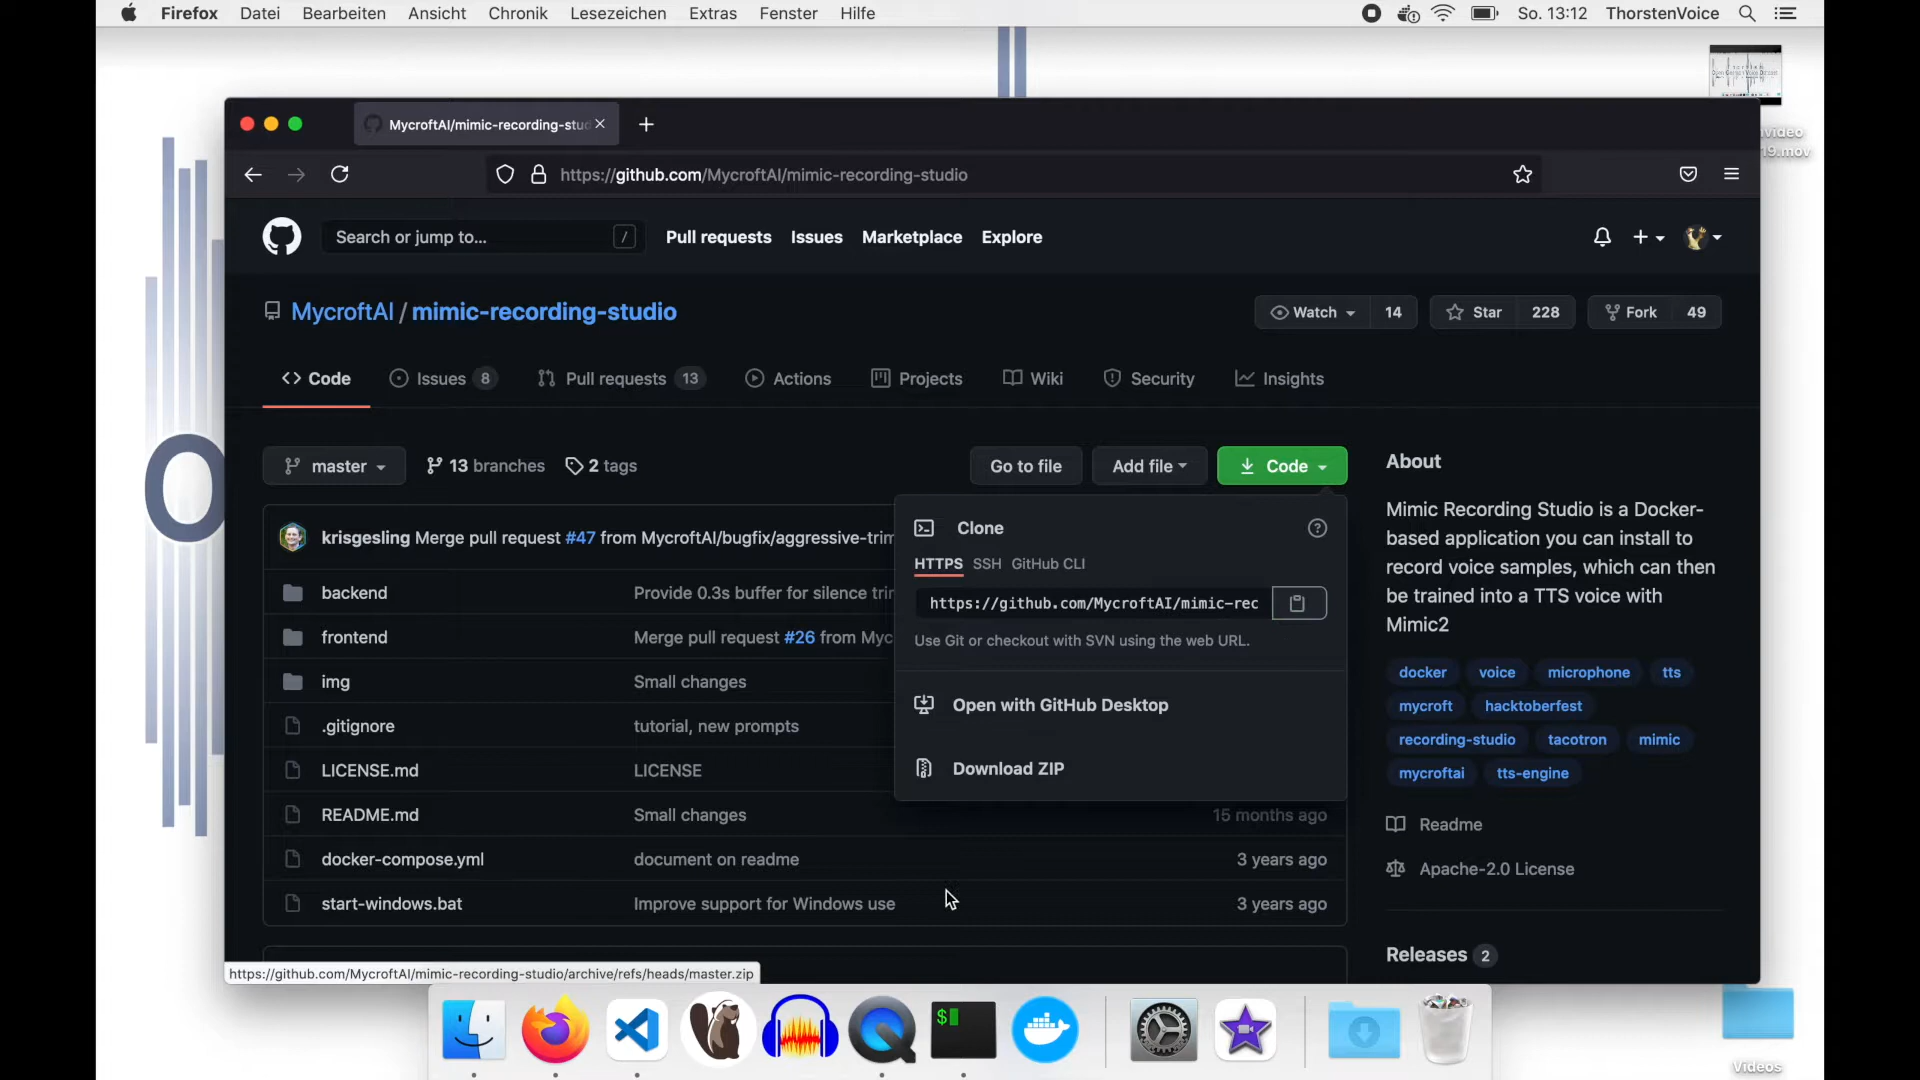 Firefox Datei Bearbeiten Ansicht Chronik Lesezeichen Extras Fenster Hilfe So. 13:12 ThorstenVoice
MycroftAI/mimic-recording-stud
https://github.com/MycroftAI/mimic-recording-studio
Search or jump to... / Pull requests Issues Marketplace Explore
MycroftAI / mimic-recording-studio Watch 14 Star 228 Fork 49
Code Issues 8 Pull requests 13 Actions Projects Wiki Security Insights
master 13 branches 2 tags Go to file Add file Code
krisgesling Merge pull request #47 from MycroftAI/bugfix/aggressive-trim
backend Provide 0.3s buffer for silence trim
frontend Merge pull request #26 from Myc
img Small changes
.gitignore tutorial, new prompts
LICENSE.md LICENSE
README.md Small changes 15 months ago
docker-compose.yml document on readme 3 years ago
start-windows.bat Improve support for Windows use 3 years ago
Clone
HTTPS SSH GitHub CLI
https://github.com/MycroftAI/mimic-rec
Use Git or checkout with SVN using the web URL.
Open with GitHub Desktop
Download ZIP
About
Mimic Recording Studio is a Docker-
based application you can install to
record voice samples, which can then
be trained into a TTS voice with
Mimic2
docker voice microphone tts
mycroft hacktoberfest
recording-studio tacotron mimic
mycroftai tts-engine
Readme
Apache-2.0 License
Releases 2
https://github.com/MycroftAI/mimic-recording-studio/archive/refs/heads/master.zip
video
19.mov
O
$
Videos